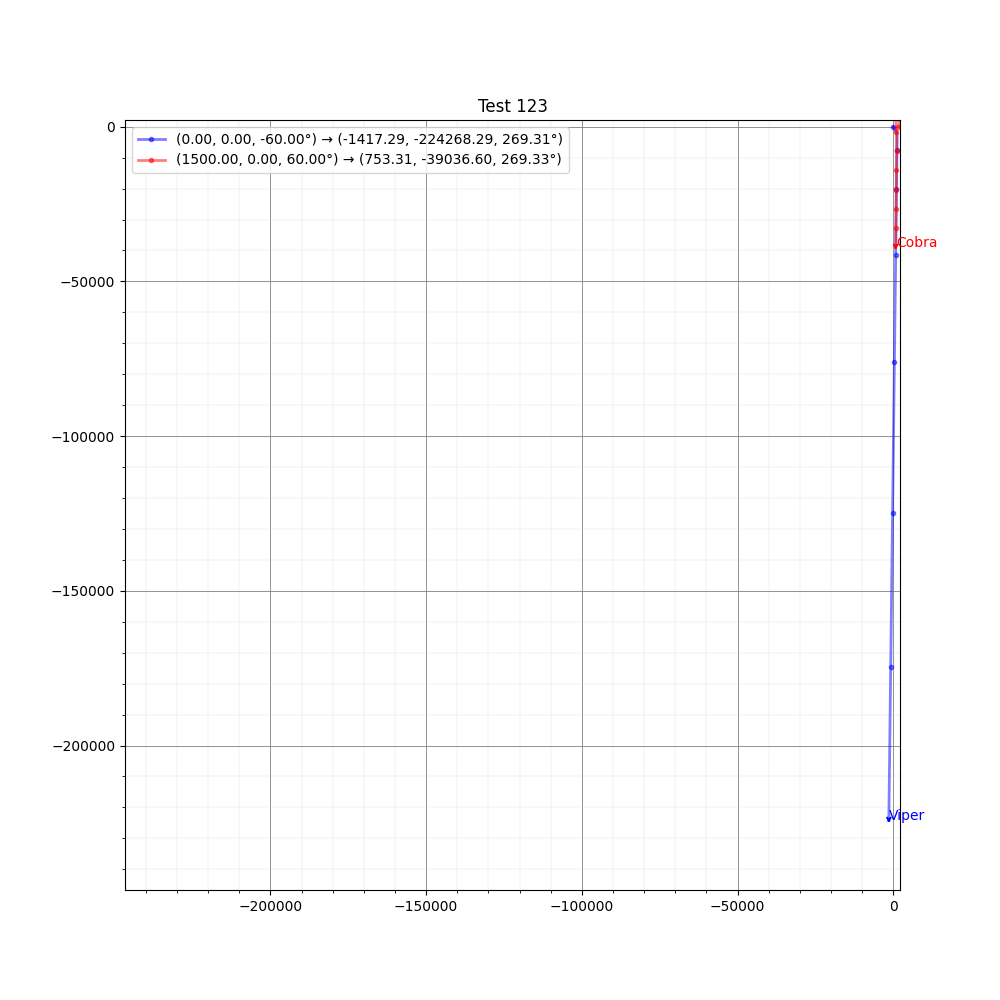 Test 123
0
(0.00, 0.00, -60.00°) → (-1417.29, -224268.29, 269.31°)
(1500.00, 0.00, 60.00°) → (753.31, -39036.60, 269.33°)
Cobra
−50000
−100000
−150000
−200000
Viper
−200000 −150000 −100000 −50000 0